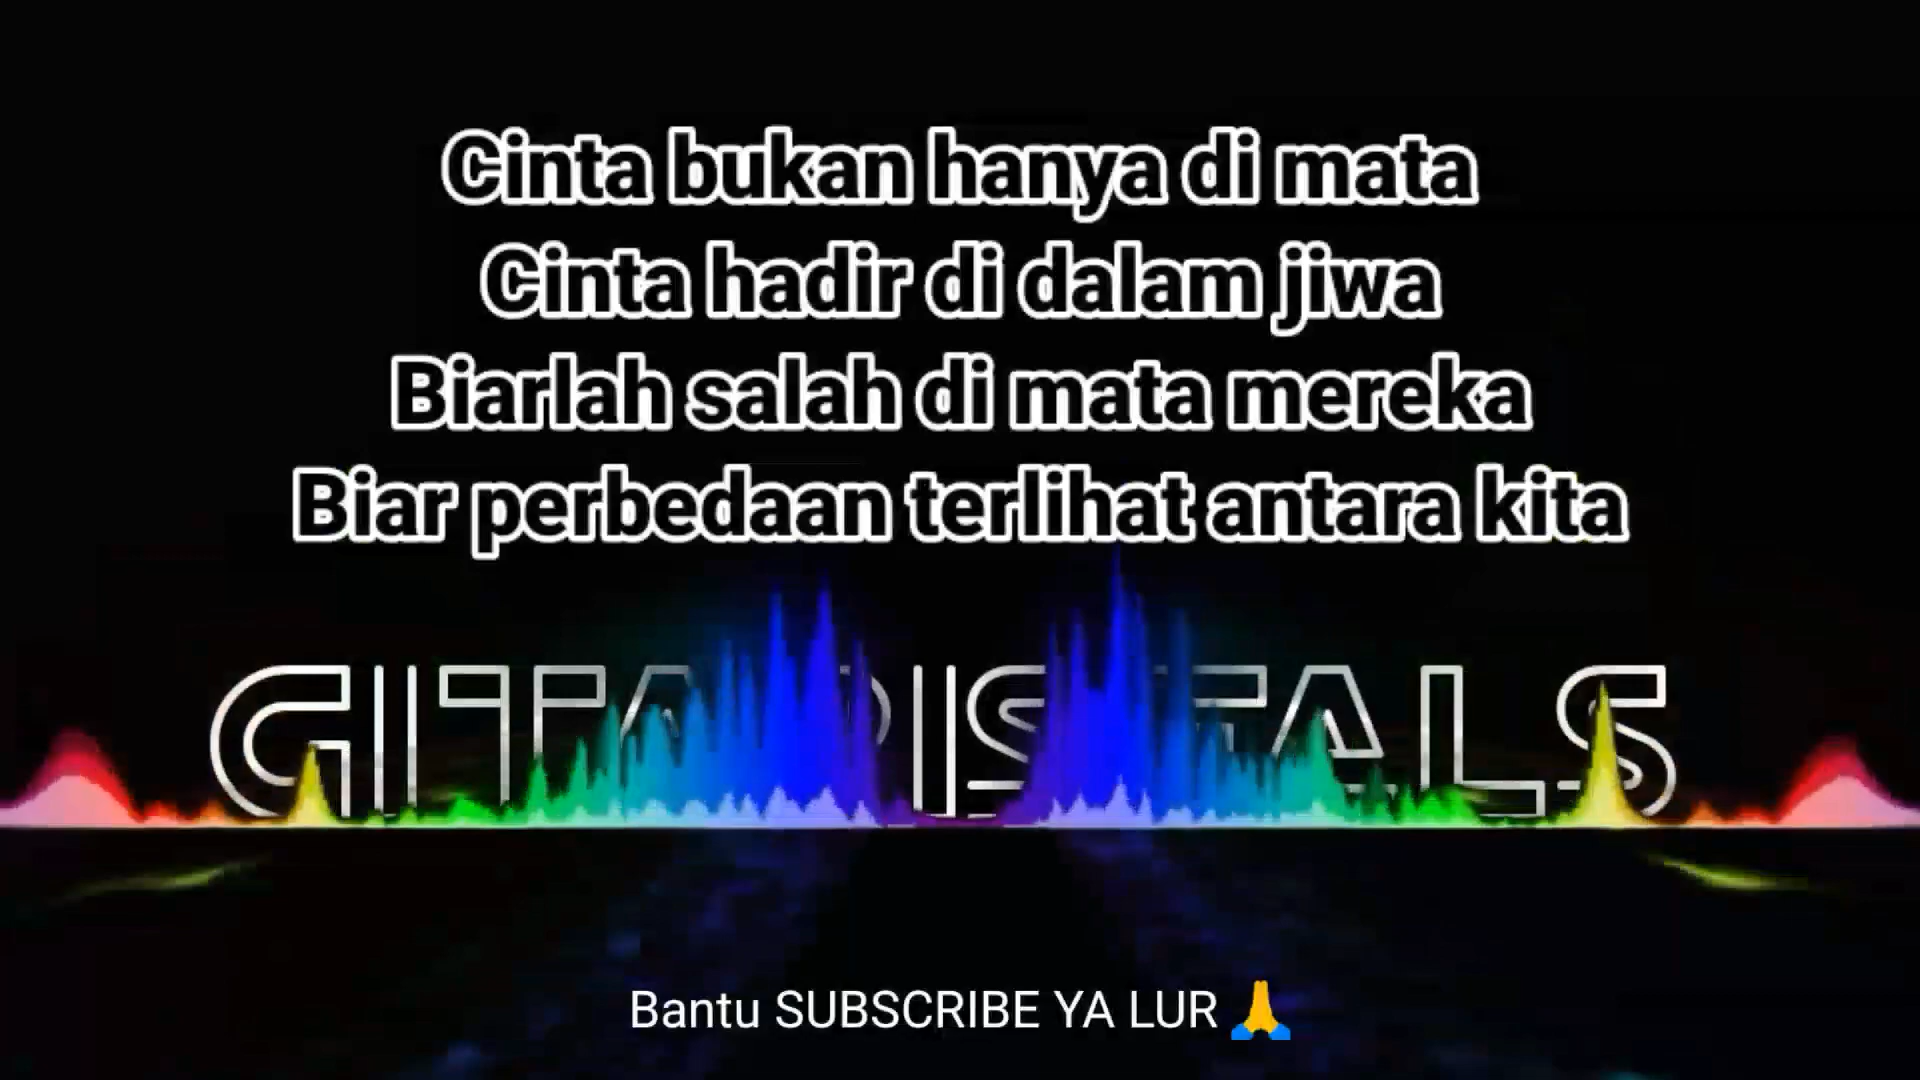 Cinta bukan hanya di mata
Cinta hadir di dalam jiwa
Biarlah salah di mata mereka
Biar perbedaan terlihat antara kita
GITARISTALS
Bantu SUBSCRIBE YA LUR 🙏